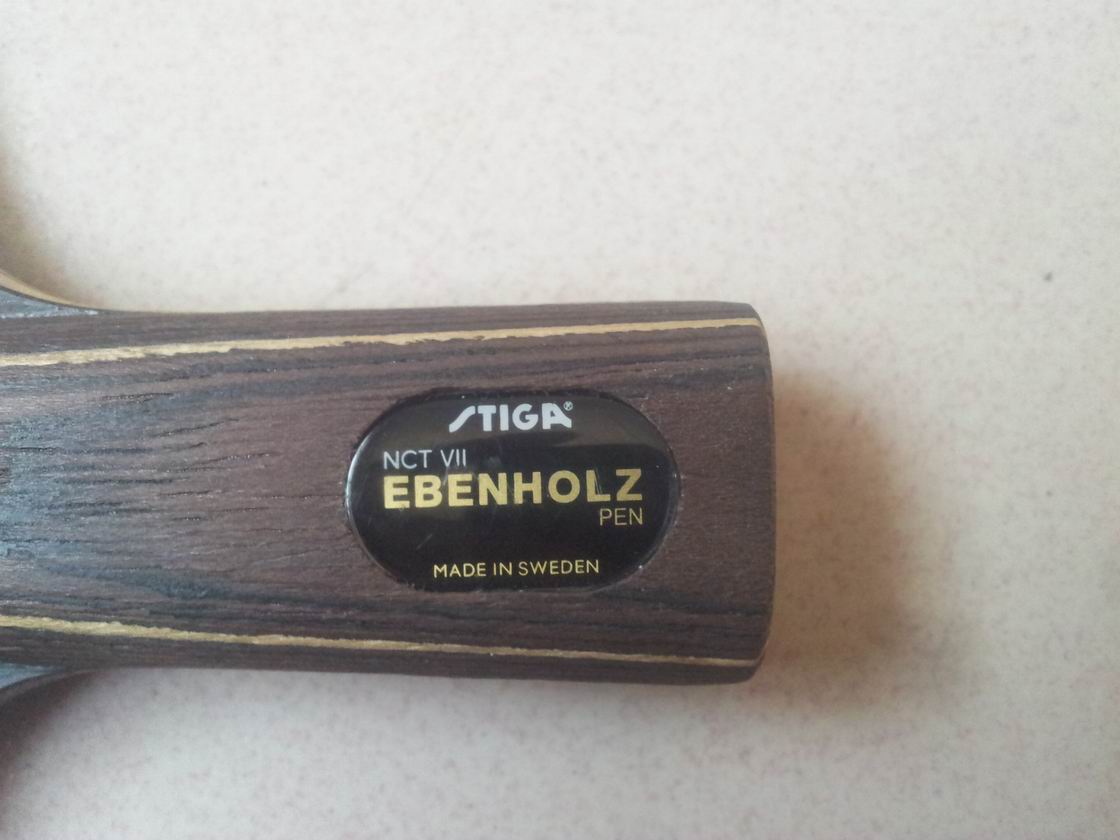 STIGA®
NCT VII
EBENHOLZ
PEN
MADE IN SWEDEN